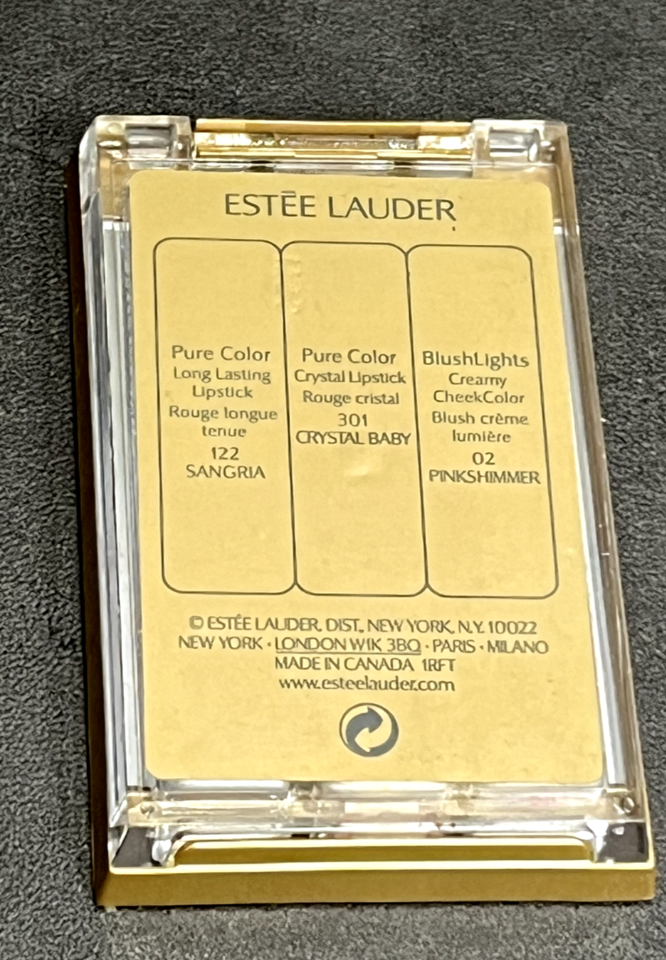 ESTĒE LAUDER
Pure Color
Long Lasting
Lipstick
Rouge longue
tenue
122
SANGRIA
Pure Color
Crystal Lipstick
Rouge cristal
301
CRYSTAL BABY
BlushLights
Creamy
CheekColor
Blush crème
lumière
02
PINKSHIMMER
© ESTÉE LAUDER, DIST., NEW YORK, N.Y. 10022
NEW YORK · LONDON W1K 3BQ · PARIS · MILANO
MADE IN CANADA 1RFT
www.esteelauder.com